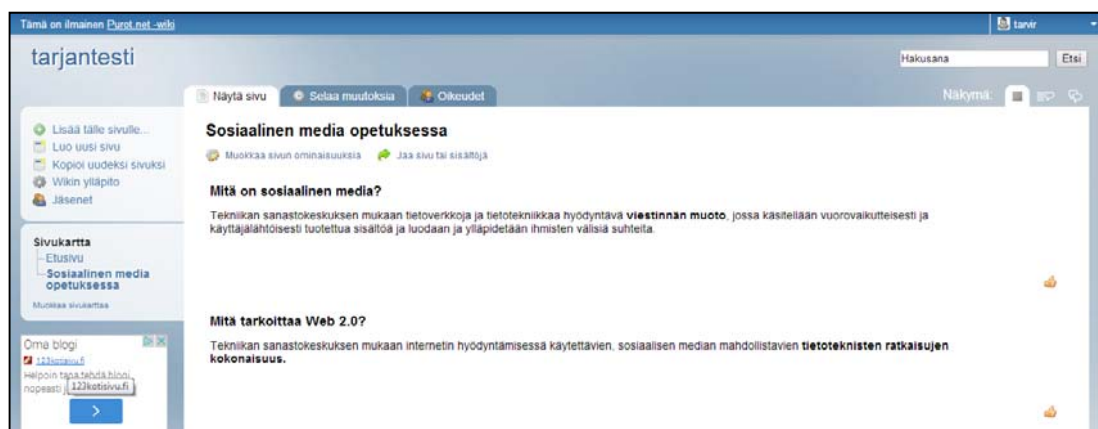 Tämä on ilmainen Purot.net -wiki
tarvir
tarjantesti
Hakusana
Etsi
Näytä sivu
Selaa muutoksia
Oikeudet
Näkymä:
Lisää tälle sivulle...
Luo uusi sivu
Kopioi uudeksi sivuksi
Wikin ylläpito
Jäsenet
Sivukartta
Etusivu
Sosiaalinen media
opetuksessa
Muokkaa sivukarttaa
Oma blogi
123kotisivu.fi
Helpoin tapa tehdä blogi,
nopeasti j
123kotisivu.fi
Sosiaalinen media opetuksessa
Muokkaa sivun ominaisuuksia
Jaa sivu tai sisältöjä
Mitä on sosiaalinen media?
Tekniikan sanastokeskuksen mukaan tietoverkkoja ja tietotekniikkaa hyödyntävä viestinnän muoto, jossa käsitellään vuorovaikutteisesti ja
käyttäjälähtöisesti tuotettua sisältöä ja luodaan ja ylläpidetään ihmisten välisiä suhteita.
Mitä tarkoittaa Web 2.0?
Tekniikan sanastokeskuksen mukaan internetin hyödyntämisessä käytettävien, sosiaalisen median mahdollistavien tietoteknisten ratkaisujen
kokonaisuus.